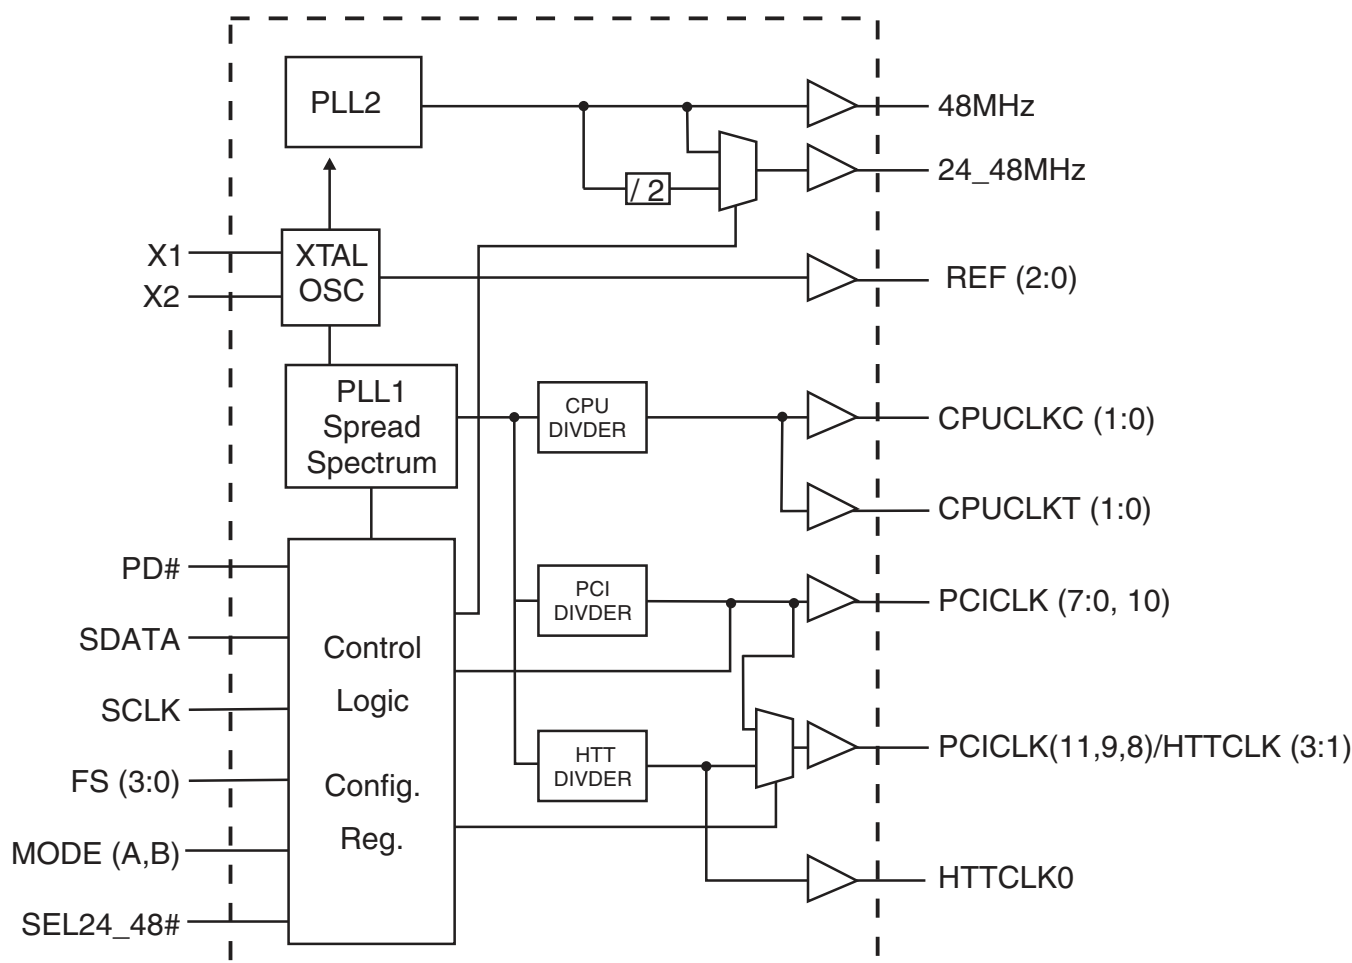 PLL2
48MHz
24_48MHz
/ 2
X1
X2
XTAL
OSC
REF (2:0)
PLL1
Spread
Spectrum
CPU
DIVDER
CPUCLKC (1:0)
CPUCLKT (1:0)
PD#
SDATA
SCLK
FS (3:0)
MODE (A,B)
SEL24_48#
Control
Logic
Config.
Reg.
PCI
DIVDER
PCICLK (7:0, 10)
HTT
DIVDER
PCICLK(11,9,8)/HTTCLK (3:1)
HTTCLK0